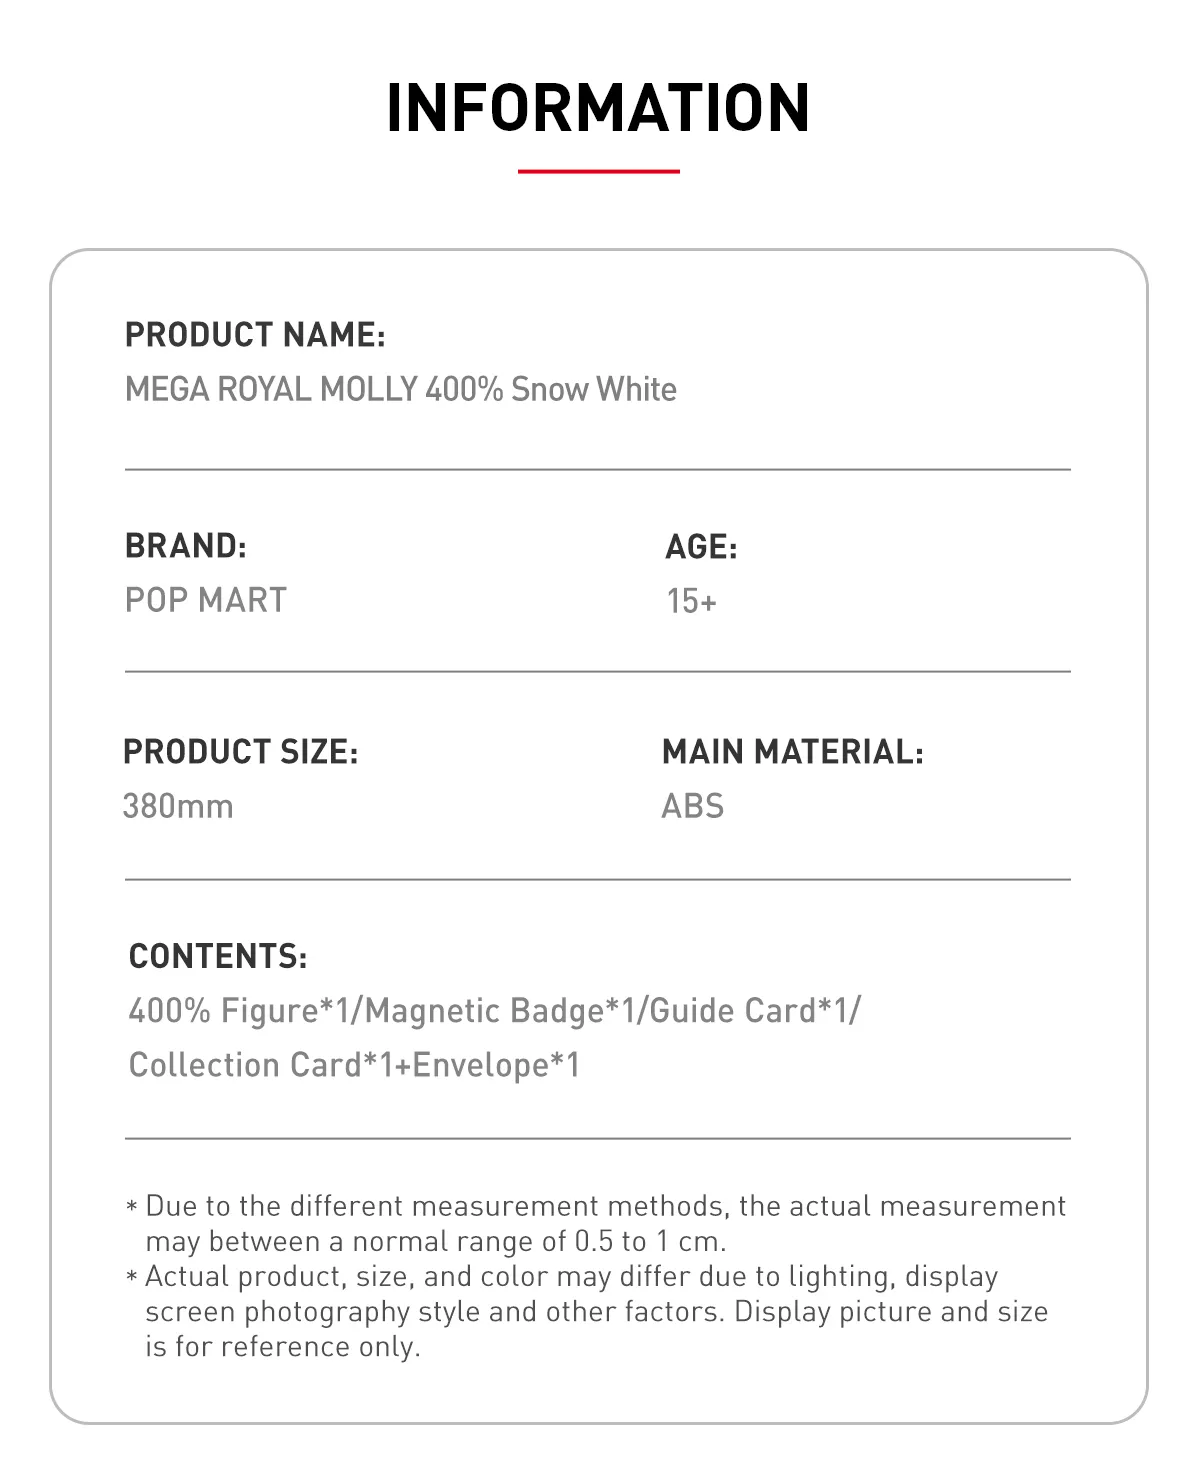 INFORMATION
PRODUCT NAME:
MEGA ROYAL MOLLY 400% Snow White
BRAND:
POP MART
AGE:
15+
PRODUCT SIZE:
380mm
MAIN MATERIAL:
ABS
CONTENTS:
400% Figure*1/Magnetic Badge*1/Guide Card*1/
Collection Card*1+Envelope*1
* Due to the different measurement methods, the actual measurement
may between a normal range of 0.5 to 1 cm.
* Actual product, size, and color may differ due to lighting, display
screen photography style and other factors. Display picture and size
is for reference only.